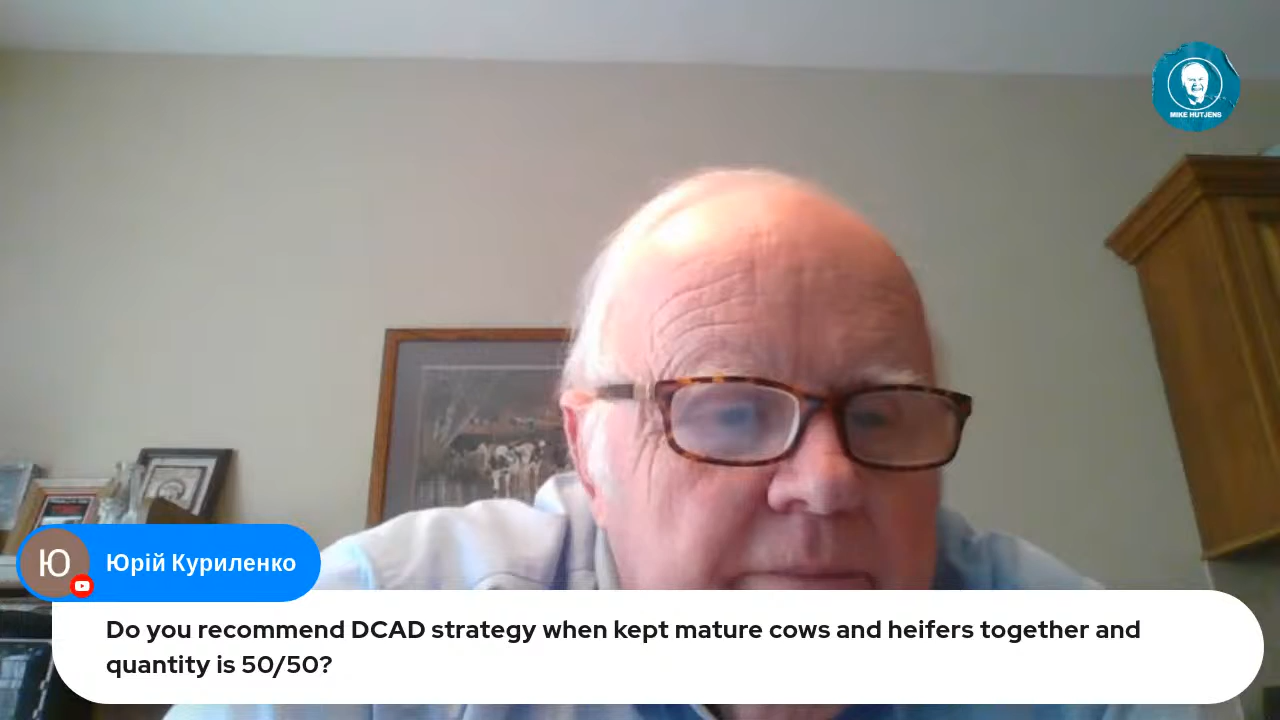 MIKE HUTJENS
Ю
Юрій Куриленко
Do you recommend DCAD strategy when kept mature cows and heifers together and
quantity is 50/50?